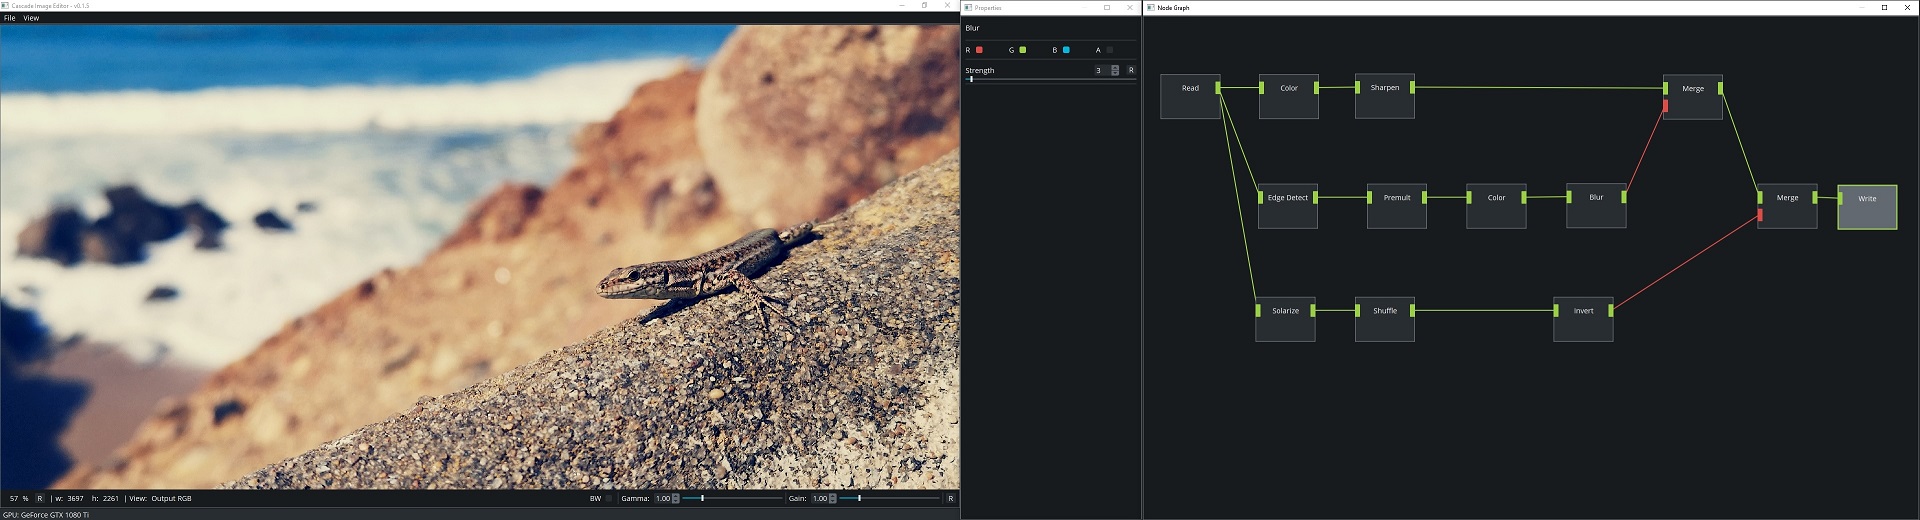 Cascade Image Editor - v0.1.5
File View
57 % R | w: 3697 h: 2261 | View: Output RGB
BW Gamma: 1.00 Gain: 1.00 R
GPU: GeForce GTX 1080 Ti
Properties
Blur
R G B A
Strength 3 R
Node Graph
Read Color Sharpen Merge
Edge Detect Premult Color Blur Merge Write
Solarize Shuffle Invert